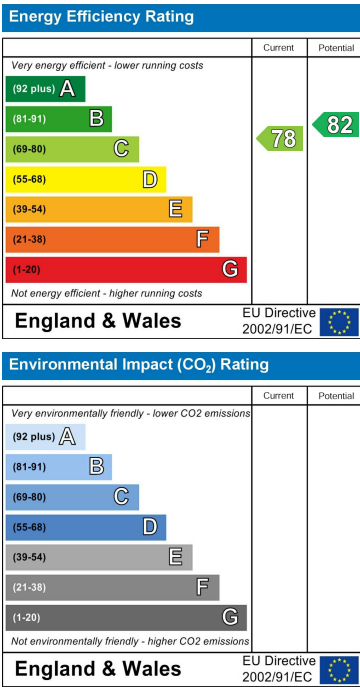 Energy Efficiency Rating
Current Potential
Very energy efficient - lower running costs
(92 plus) A
(81-91) B
(69-80) C
(55-68) D
(39-54) E
(21-38) F
(1-20) G
78
82
Not energy efficient - higher running costs
England & Wales
EU Directive
2002/91/EC
Environmental Impact (CO₂) Rating
Current Potential
Very environmentally friendly - lower CO2 emissions
(92 plus) A
(81-91) B
(69-80) C
(55-68) D
(39-54) E
(21-38) F
(1-20) G
Not environmentally friendly - higher CO2 emissions
England & Wales
EU Directive
2002/91/EC